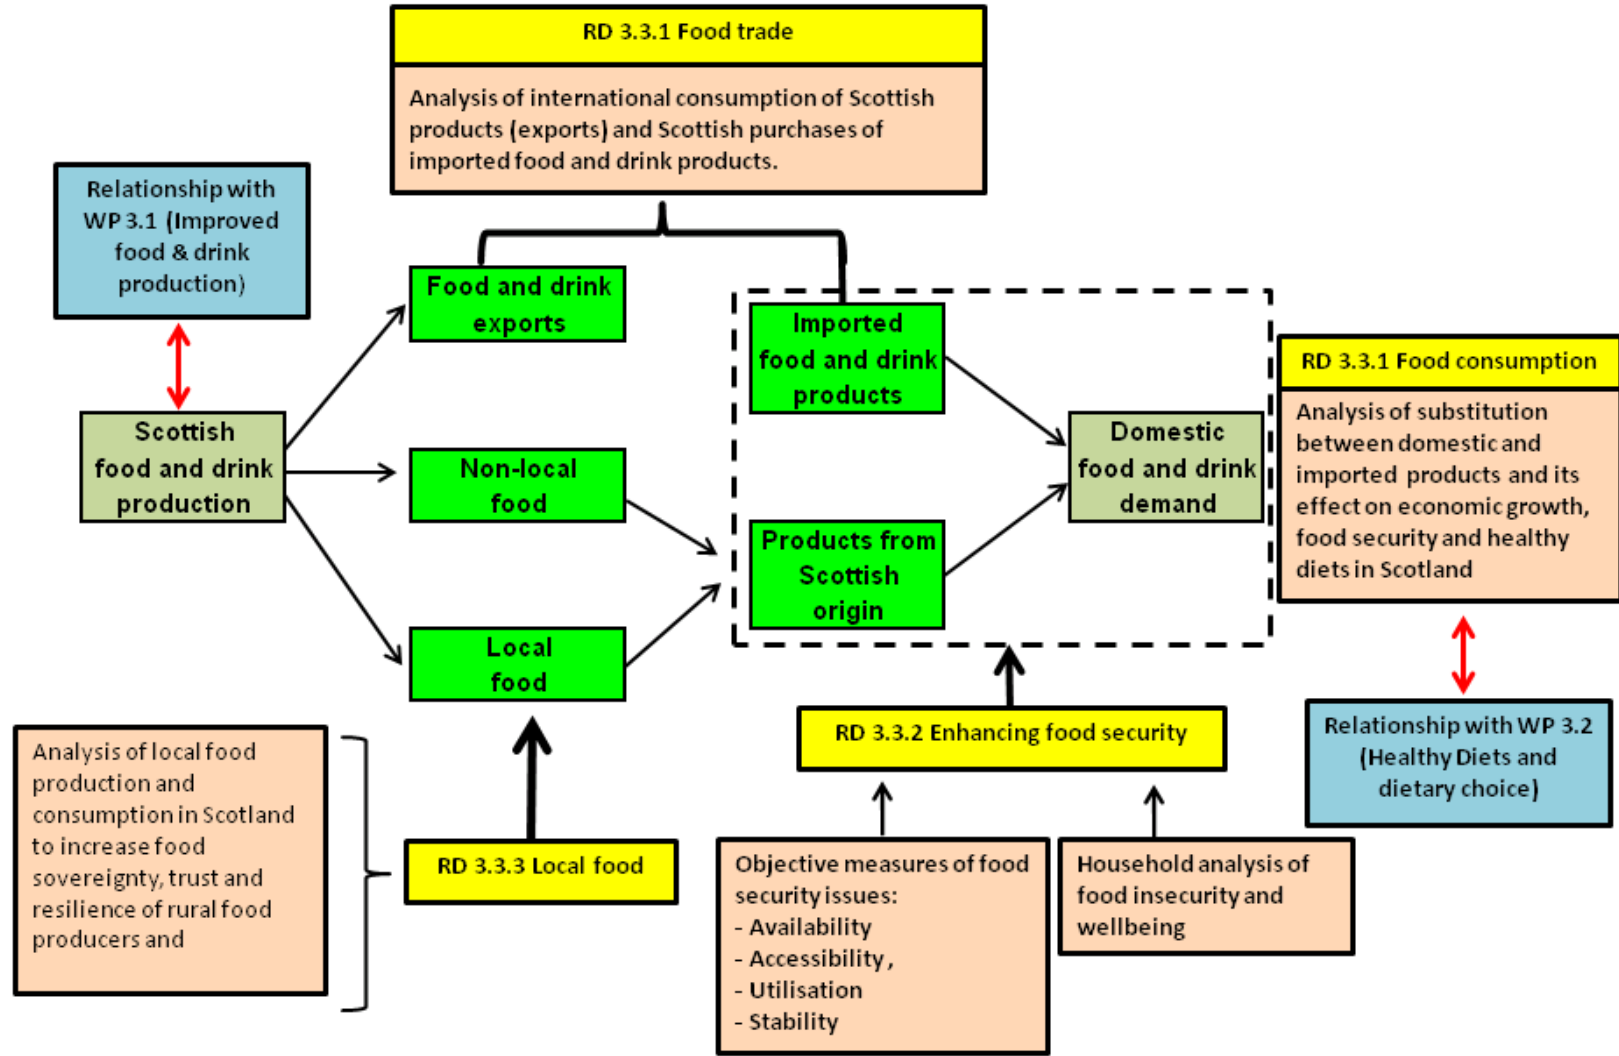 RD 3.3.1 Food trade
Analysis of international consumption of Scottish
products (exports) and Scottish purchases of
imported food and drink products.
Relationship with
WP 3.1 (Improved
food & drink
production)
Food and drink
exports
Imported
food and drink
products
RD 3.3.1 Food consumption
Analysis of substitution
between domestic and
imported products and its
effect on economic growth,
food security and healthy
diets in Scotland
Scottish
food and drink
production
Non-local
food
Domestic
food and drink
demand
Products from
Scottish
origin
Local
food
Relationship with WP 3.2
(Healthy Diets and
dietary choice)
RD 3.3.2 Enhancing food security
Analysis of local food
production and
consumption in Scotland
to increase food
sovereignty, trust and
resilience of rural food
producers and
RD 3.3.3 Local food
Objective measures of food
security issues:
- Availability
- Accessibility ,
- Utilisation
- Stability
Household analysis of
food insecurity and
wellbeing